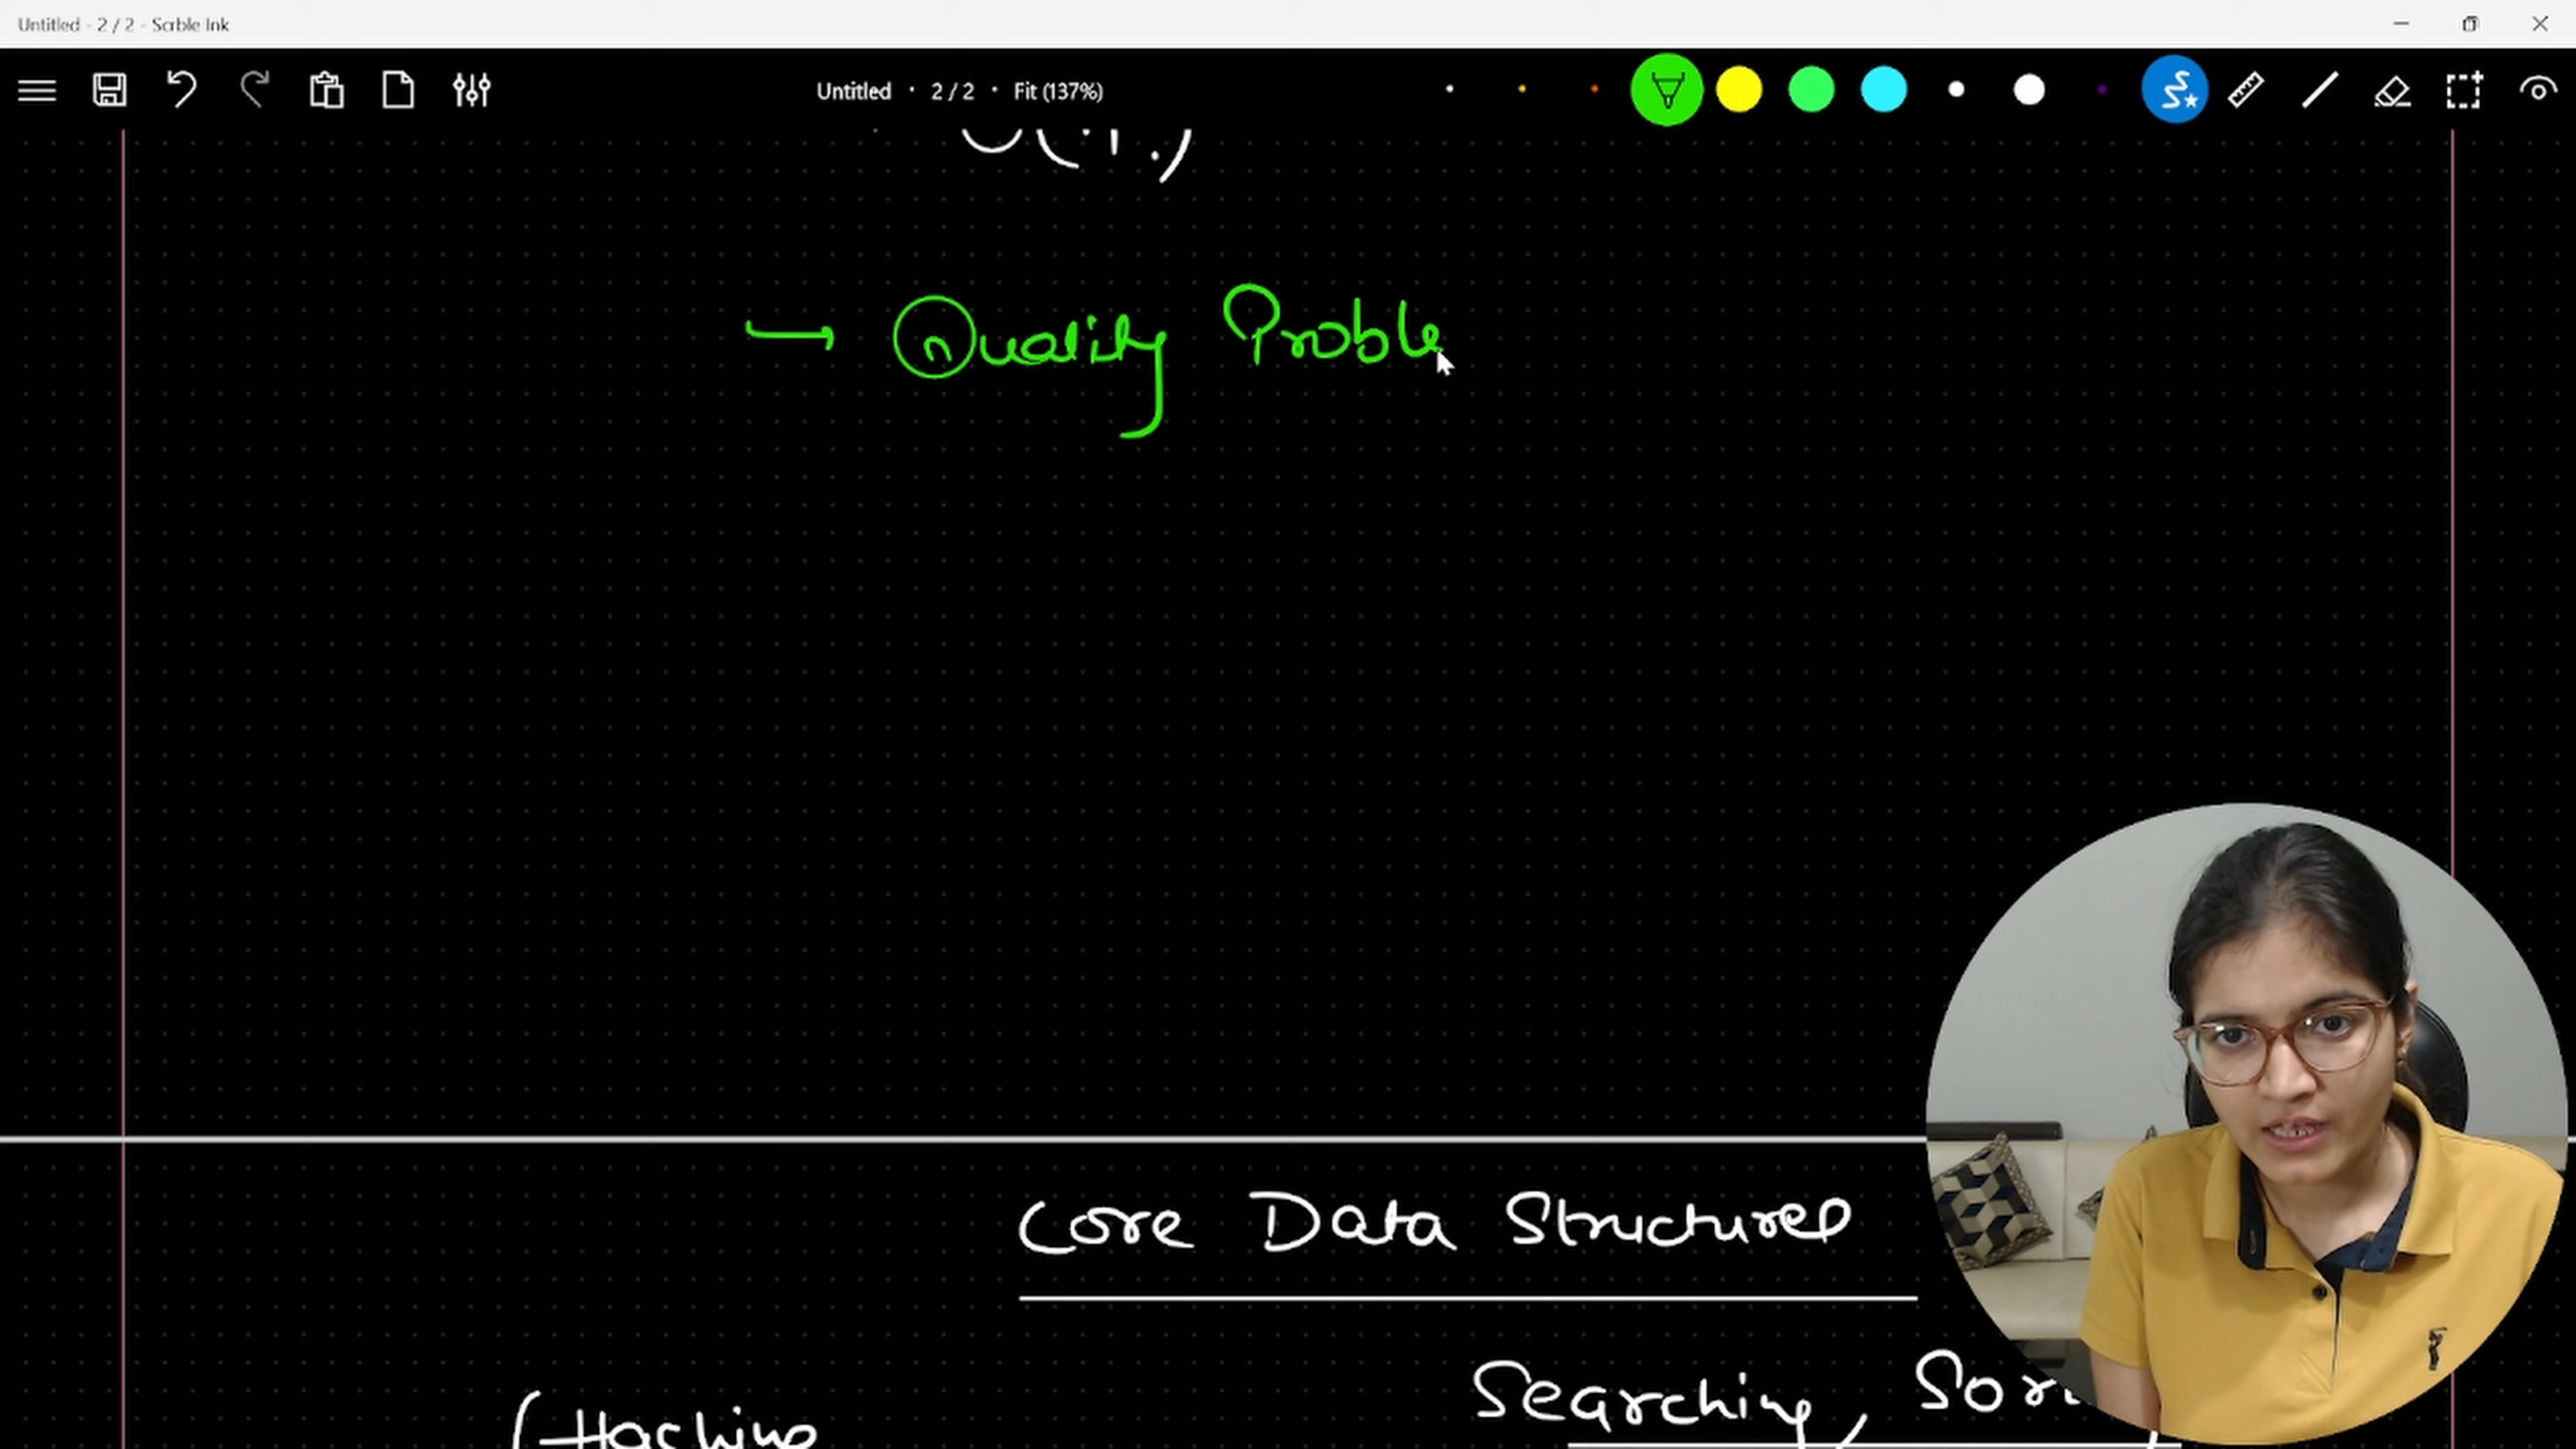 Untitled - 2 / 2 - Scrble Ink
Untitled · 2 / 2 · Fit (137%)
→ Quality Proble
Core Data Structures
Searching, Sor
(Hashing